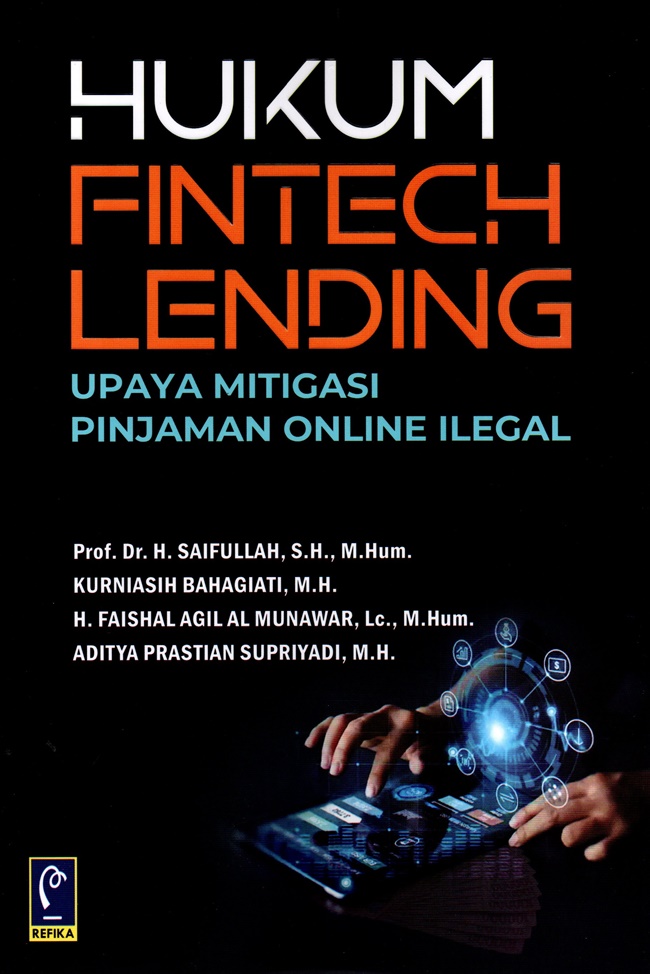 HUKUM
FINTECH
LENDING
UPAYA MITIGASI
PINJAMAN ONLINE ILEGAL
Prof. Dr. H. SAIFULLAH, S.H., M.Hum.
KURNIASIH BAHAGIATI, M.H.
H. FAISHAL AGIL AL MUNAWAR, Lc., M.Hum.
ADITYA PRASTIAN SUPRIYADI, M.H.
REFIKA